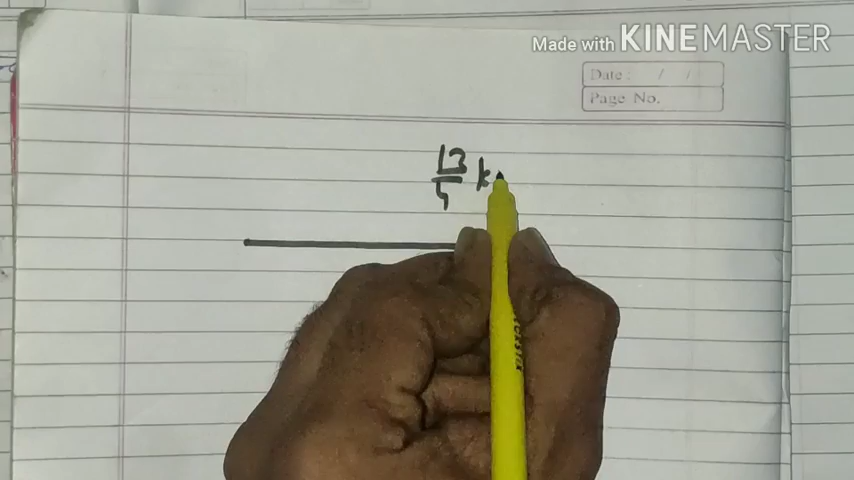 Made with KINEMASTER
Date : / /
Page No.
13
5 k